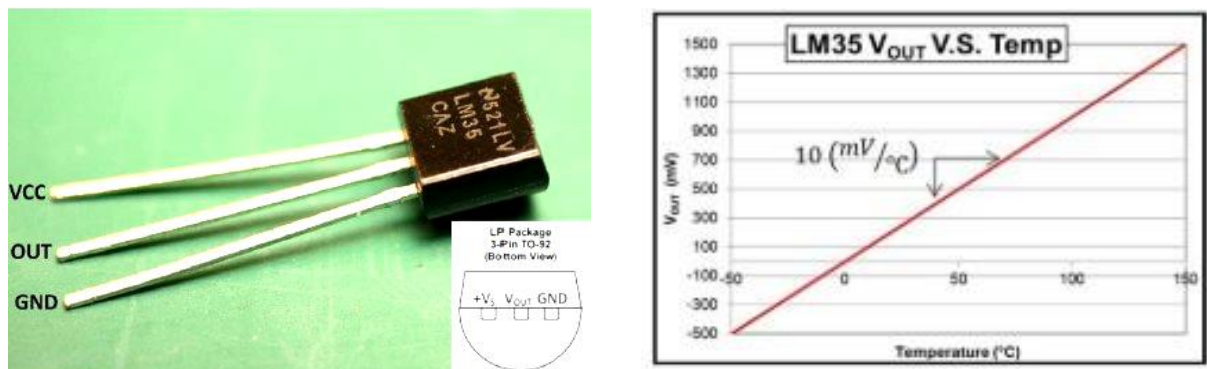 521LV
LM35
CAZ
VCC
OUT
GND
LP Package
3-Pin TO-92
(Bottom View)
+VS VOUT GND
LM35 VOUT V.S. Temp
10 (mV/°C)
VOUT (mV)
1500
1300
1100
900
700
500
300
100
-100
-300
-500
-50 0 50 100 150
Temperature (°C)